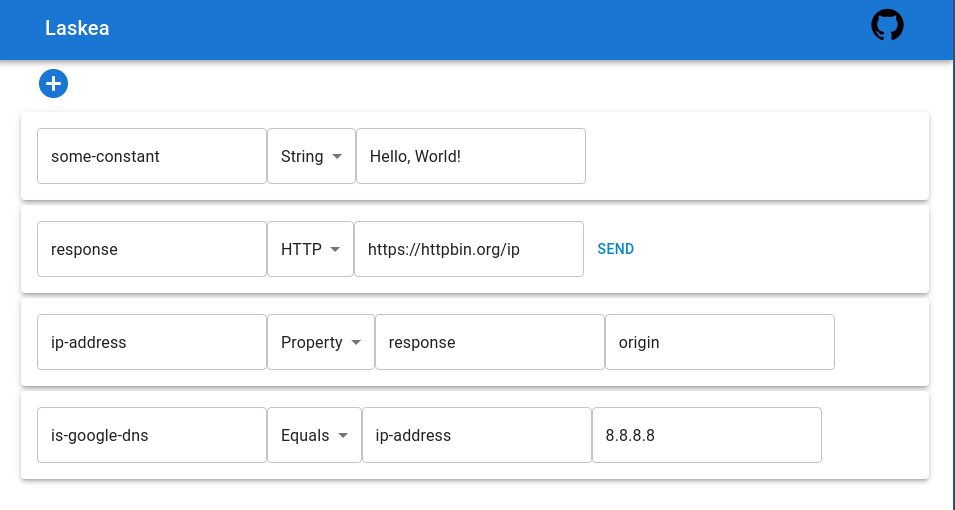 Laskea
some-constant String Hello, World!
response HTTP https://httpbin.org/ip SEND
ip-address Property response origin
is-google-dns Equals ip-address 8.8.8.8